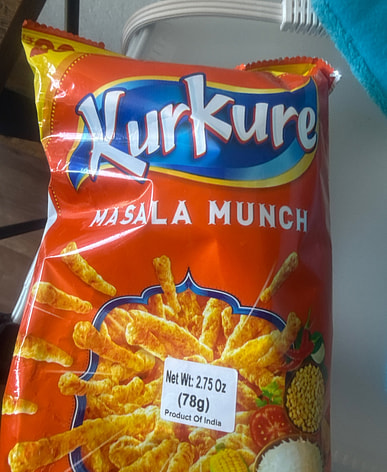 Kurkure
MASALA MUNCH
Net Wt: 2.75 Oz
(78g)
Product Of India